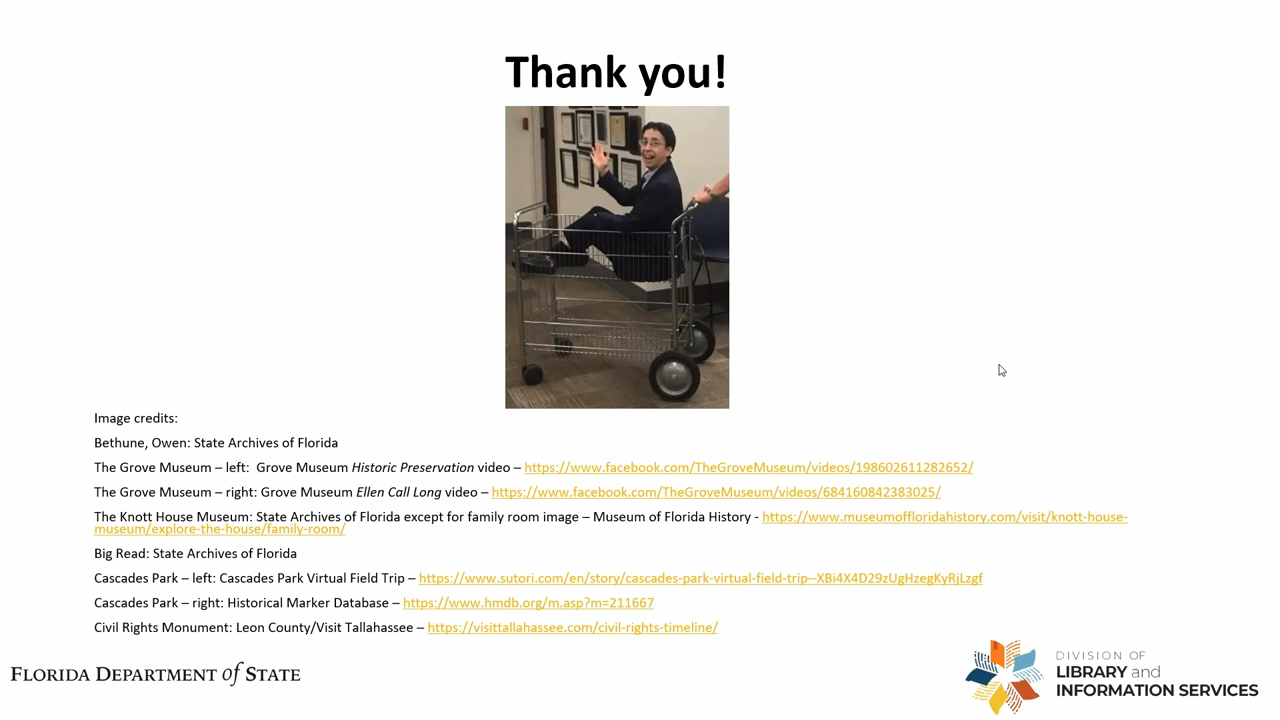 Thank you!
Image credits:
Bethune, Owen: State Archives of Florida
The Grove Museum – left:  Grove Museum Historic Preservation video – https://www.facebook.com/TheGroveMuseum/videos/198602611282652/
The Grove Museum – right: Grove Museum Ellen Call Long video – https://www.facebook.com/TheGroveMuseum/videos/684160842383025/
The Knott House Museum: State Archives of Florida except for family room image – Museum of Florida History - https://www.museumoffloridahistory.com/visit/knott-house-
museum/explore-the-house/family-room/
Big Read: State Archives of Florida
Cascades Park – left: Cascades Park Virtual Field Trip – https://www.sutori.com/en/story/cascades-park-virtual-field-trip--XBi4X4D29zUgHzegKyRjLzgf
Cascades Park – right: Historical Marker Database – https://www.hmdb.org/m.asp?m=211667
Civil Rights Monument: Leon County/Visit Tallahassee – https://visittallahassee.com/civil-rights-timeline/
FLORIDA DEPARTMENT of STATE
DIVISION OF
LIBRARY and
INFORMATION SERVICES